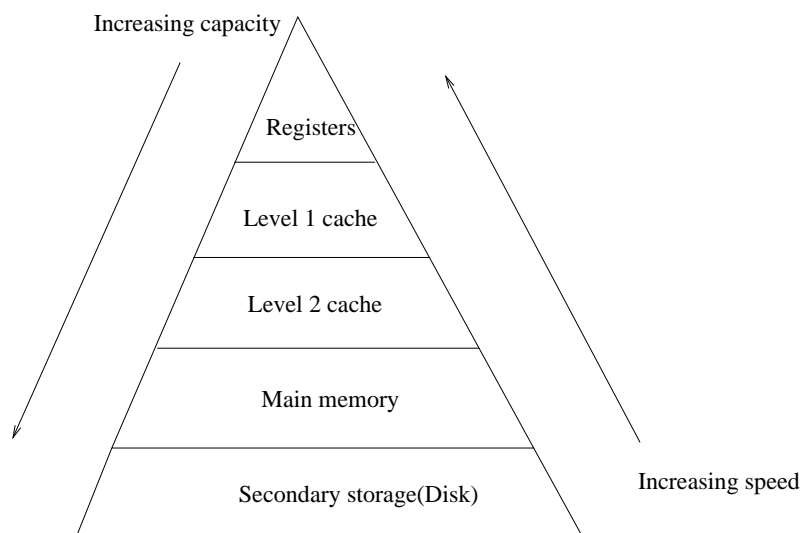 Increasing capacity
Registers
Level 1 cache
Level 2 cache
Main memory
Secondary storage(Disk)
Increasing speed